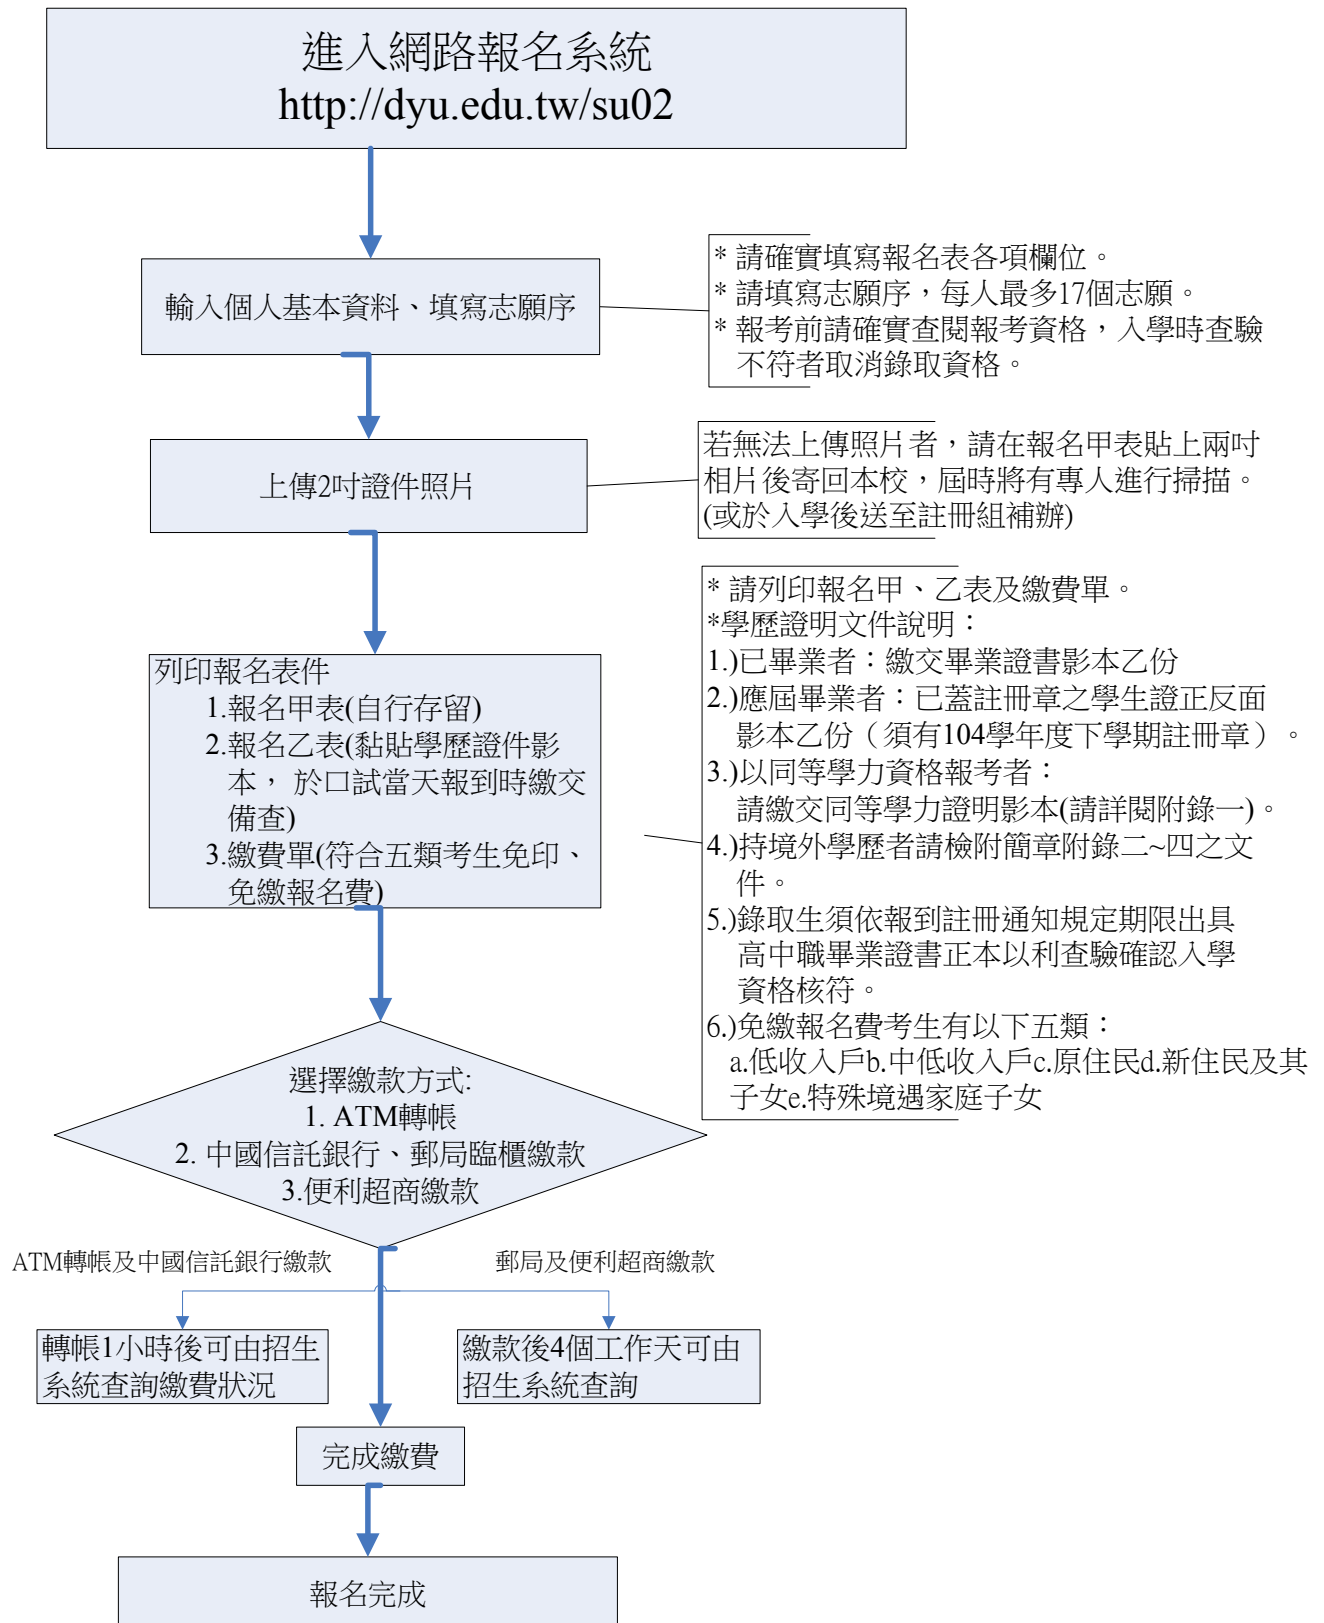 進入網路報名系統
http://dyu.edu.tw/su02
輸入個人基本資料、填寫志願序
* 請確實填寫報名表各項欄位。
* 請填寫志願序，每人最多17個志願。
* 報考前請確實查閱報考資格，入學時查驗
不符者取消錄取資格。
上傳2吋證件照片
若無法上傳照片者，請在報名甲表貼上兩吋
相片後寄回本校，屆時將有專人進行掃描。
(或於入學後送至註冊組補辦)
列印報名表件
1.報名甲表(自行存留)
2.報名乙表(黏貼學歷證件影
本， 於口試當天報到時繳交
備查)
3.繳費單(符合五類考生免印、
免繳報名費)
* 請列印報名甲、乙表及繳費單。
*學歷證明文件說明：
1.)已畢業者：繳交畢業證書影本乙份
2.)應屆畢業者：已蓋註冊章之學生證正反面
影本乙份（須有104學年度下學期註冊章）。
3.)以同等學力資格報考者：
請繳交同等學力證明影本(請詳閱附錄一)。
4.)持境外學歷者請檢附簡章附錄二~四之文
件。
5.)錄取生須依報到註冊通知規定期限出具
高中職畢業證書正本以利查驗確認入學
資格核符。
6.)免繳報名費考生有以下五類：
a.低收入戶b.中低收入戶c.原住民d.新住民及其
子女e.特殊境遇家庭子女
選擇繳款方式:
1. ATM轉帳
2. 中國信託銀行、郵局臨櫃繳款
3.便利超商繳款
ATM轉帳及中國信託銀行繳款
郵局及便利超商繳款
轉帳1小時後可由招生
系統查詢繳費狀況
繳款後4個工作天可由
招生系統查詢
完成繳費
報名完成